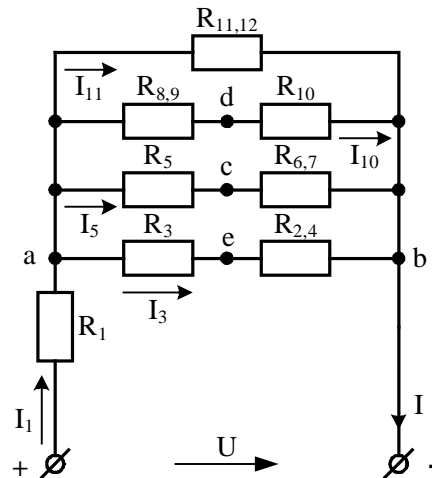 R11,12
I11 R8,9 d R10
R5 c R6,7 I10
I5 R3 e R2,4
a b
I3
R1
I1 I
U
+ -